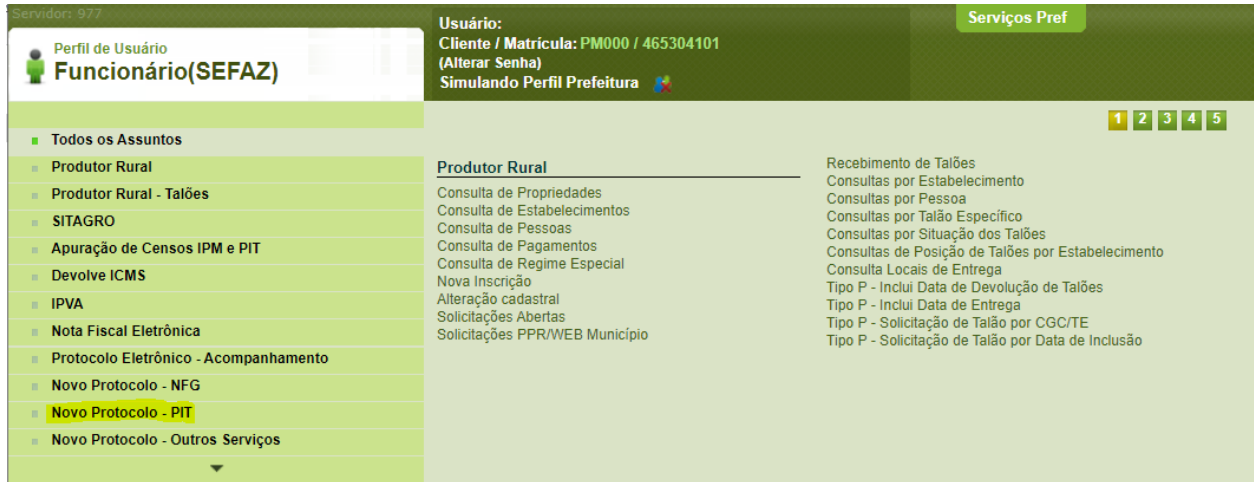 Servidor: 977
Perfil de Usuário
Funcionário(SEFAZ)
Usuário:
Cliente / Matrícula: PM000 / 465304101
(Alterar Senha)
Simulando Perfil Prefeitura
Serviços Pref
1 2 3 4 5
Todos os Assuntos
Produtor Rural
Produtor Rural - Talões
SITAGRO
Apuração de Censos IPM e PIT
Devolve ICMS
IPVA
Nota Fiscal Eletrônica
Protocolo Eletrônico - Acompanhamento
Novo Protocolo - NFG
Novo Protocolo - PIT
Novo Protocolo - Outros Serviços
Produtor Rural
Consulta de Propriedades
Consulta de Estabelecimentos
Consulta de Pessoas
Consulta de Pagamentos
Consulta de Regime Especial
Nova Inscrição
Alteração cadastral
Solicitações Abertas
Solicitações PPR/WEB Município
Recebimento de Talões
Consultas por Estabelecimento
Consultas por Pessoa
Consultas por Talão Específico
Consultas por Situação dos Talões
Consultas de Posição de Talões por Estabelecimento
Consulta Locais de Entrega
Tipo P - Inclui Data de Devolução de Talões
Tipo P - Inclui Data de Entrega
Tipo P - Solicitação de Talão por CGC/TE
Tipo P - Solicitação de Talão por Data de Inclusão